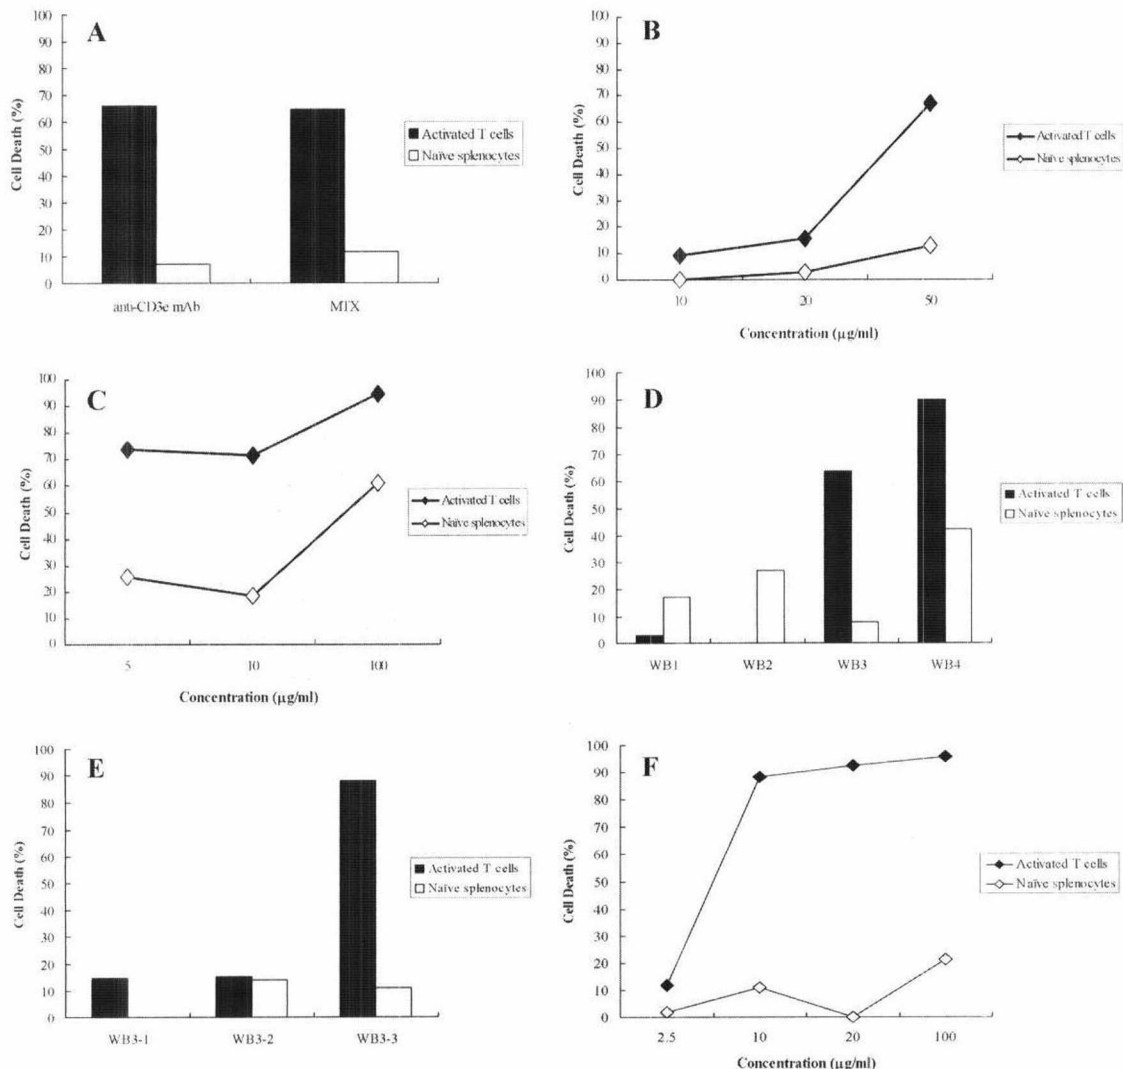 A
Cell Death (%)
100
90
80
70
60
50
40
30
20
10
0
anti-CD3e mAb MTX
Activated T cells
Naïve splenocytes
B
Cell Death (%)
100
90
80
70
60
50
40
30
20
10
0
10 20 50
Concentration (µg/ml)
Activated T cells
Naïve splenocytes
C
Cell Death (%)
100
90
80
70
60
50
40
30
20
10
0
5 10 100
Concentration (µg/ml)
Activated T cells
Naïve splenocytes
D
Cell Death (%)
100
90
80
70
60
50
40
30
20
10
0
WB1 WB2 WB3 WB4
Activated T cells
Naïve splenocytes
E
Cell Death (%)
100
90
80
70
60
50
40
30
20
10
0
WB3-1 WB3-2 WB3-3
Activated T cells
Naïve splenocytes
F
Cell Death (%)
100
90
80
70
60
50
40
30
20
10
0
2.5 10 20 100
Concentration (µg/ml)
Activated T cells
Naïve splenocytes